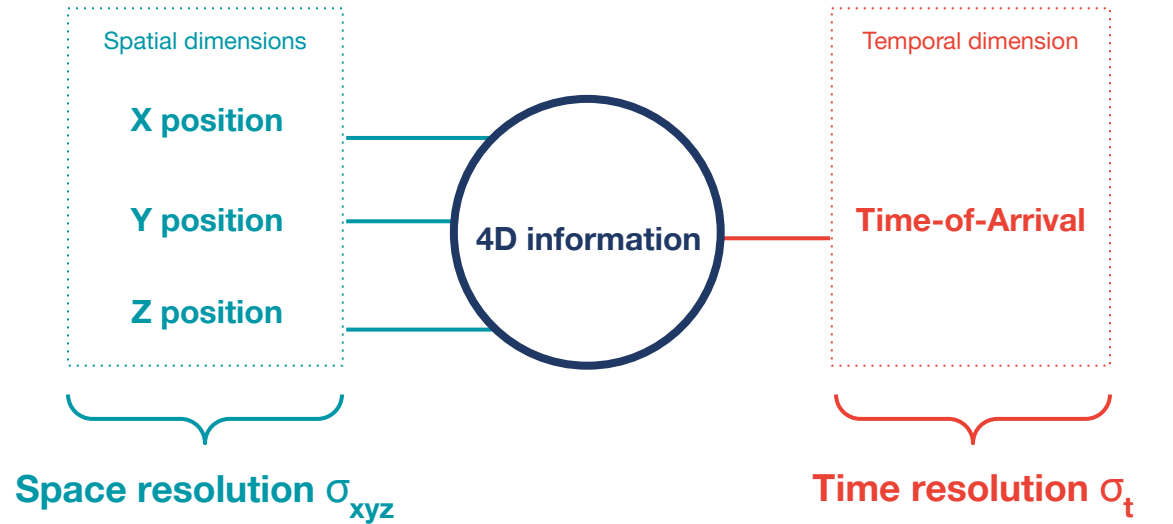 Spatial dimensions
X position
Y position
Z position
Space resolution σxyz
4D information
Temporal dimension
Time-of-Arrival
Time resolution σt